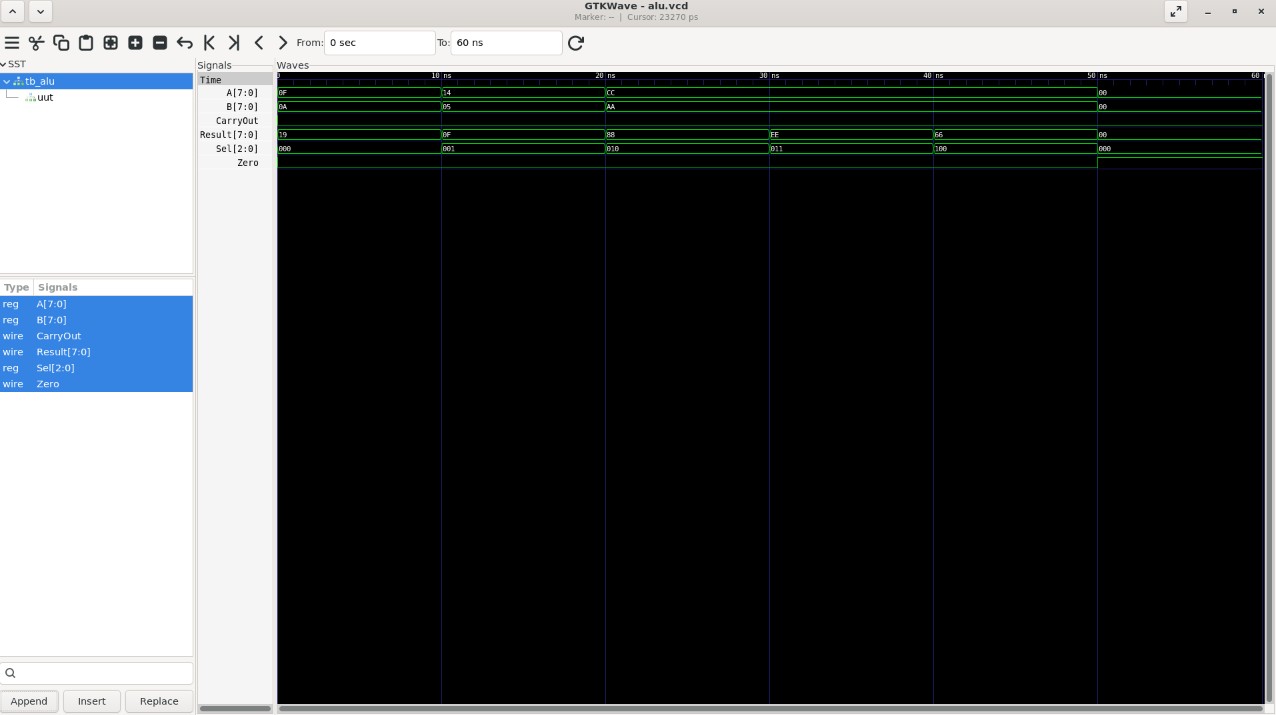 GTKWave - alu.vcd
Marker: -- | Cursor: 23270 ps
From: 0 sec To: 60 ns
SST
tb_alu
uut
Type Signals
reg A[7:0]
reg B[7:0]
wire CarryOut
wire Result[7:0]
reg Sel[2:0]
wire Zero
Append Insert Replace
Signals
Time
A[7:0]
B[7:0]
CarryOut
Result[7:0]
Sel[2:0]
Zero
Waves
0 10 ns 20 ns 30 ns 40 ns 50 ns 60
0F 14 CC 00
0A 05 AA 00
19 0F 88 EE 66 00
000 001 010 011 100 000